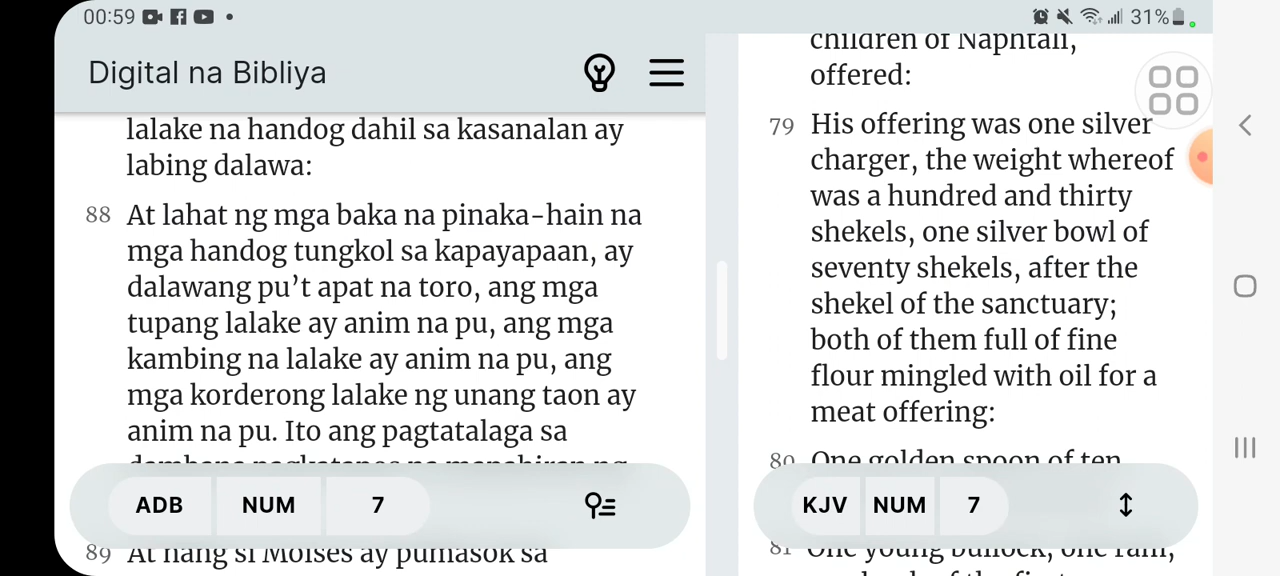 00:59
31%
Digital na Bibliya
lalake na handog dahil sa kasanalan ay
labing dalawa:
88 At lahat ng mga baka na pinaka-hain na
mga handog tungkol sa kapayapaan, ay
dalawang pu’t apat na toro, ang mga
tupang lalake ay anim na pu, ang mga
kambing na lalake ay anim na pu, ang
mga korderong lalake ng unang taon ay
anim na pu. Ito ang pagtatalaga sa
ADB NUM 7
89 At nang si Moises ay pumasok sa
children of Naphtali,
offered:
79 His offering was one silver
charger, the weight whereof
was a hundred and thirty
shekels, one silver bowl of
seventy shekels, after the
shekel of the sanctuary;
both of them full of fine
flour mingled with oil for a
meat offering:
80 One golden spoon of ten
KJV NUM 7
81 One young bullock, one ram,